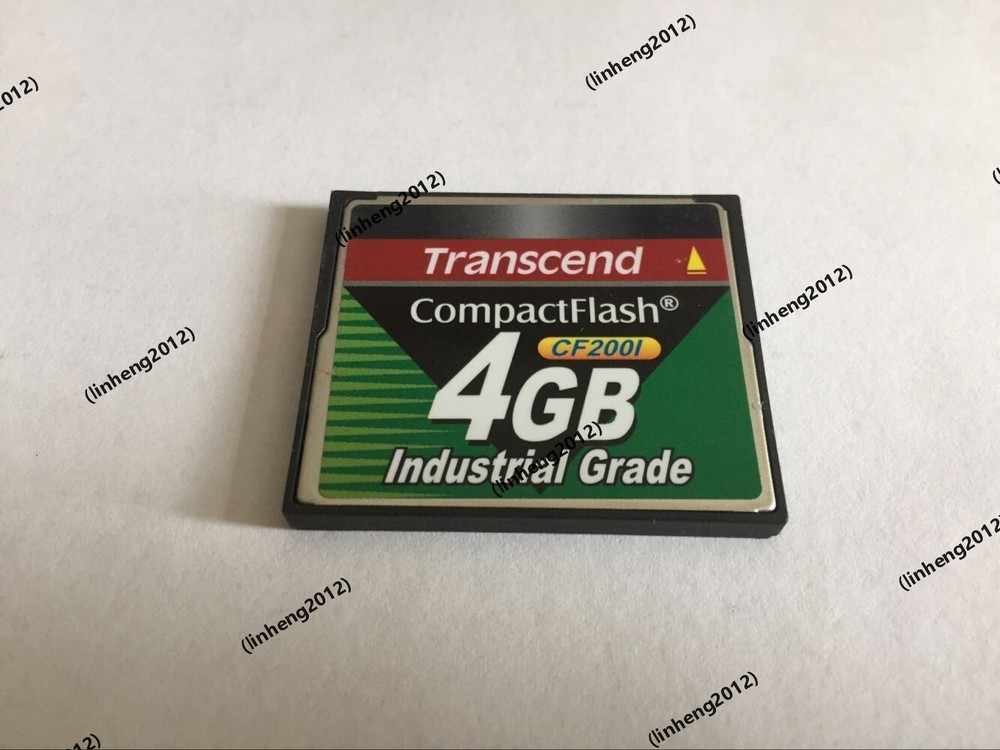 (linheng2012)
Transcend
CompactFlash®
CF200I
4GB
Industrial Grade
(linheng2012)
(linheng2012)
(linheng2012)
(linheng2012)
(linheng2012)
(linheng2012)
(linheng2012)